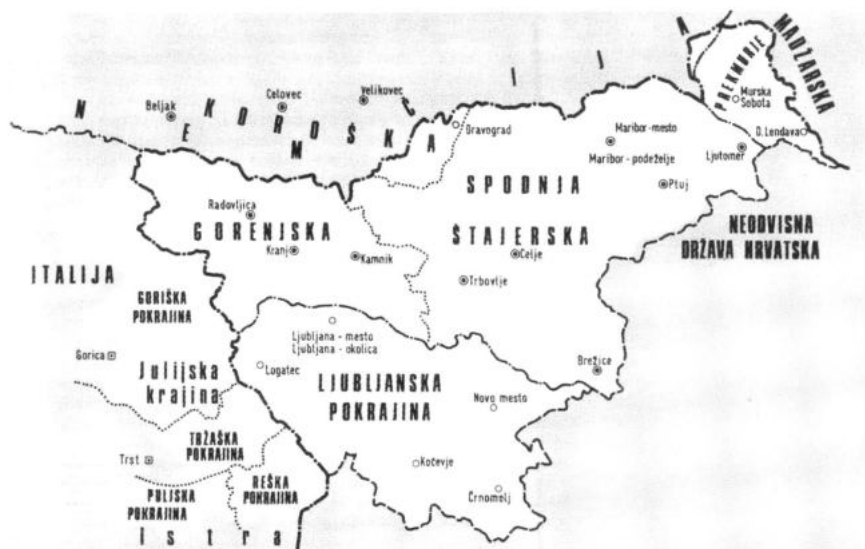 N E M Č I J A
K O R O Š K A
Beljak
Celovec
Velikovec
Dravograd
PREKMURJE
MADŽARSKA
Murska
Sobota
D. Lendava
Maribor - mesto
Maribor - podeželje
Ljutomer
Ptuj
SPODNJA
ŠTAJERSKA
Celje
Trbovlje
Brežice
NEODVISNA
DRŽAVA HRVATSKA
Radovljica
GORENJSKA
Kranj
Kamnik
ITALIJA
GORIŠKA
POKRAJINA
Gorica
Julijska
krajina
Ljubljana - mesto
Ljubljana - okolica
Logatec
LJUBLJANSKA
POKRAJINA
Novo mesto
Kočevje
Črnomelj
TRŽAŠKA
POKRAJINA
Trst
PULJSKA
POKRAJINA
REŠKA
POKRAJINA
Istra